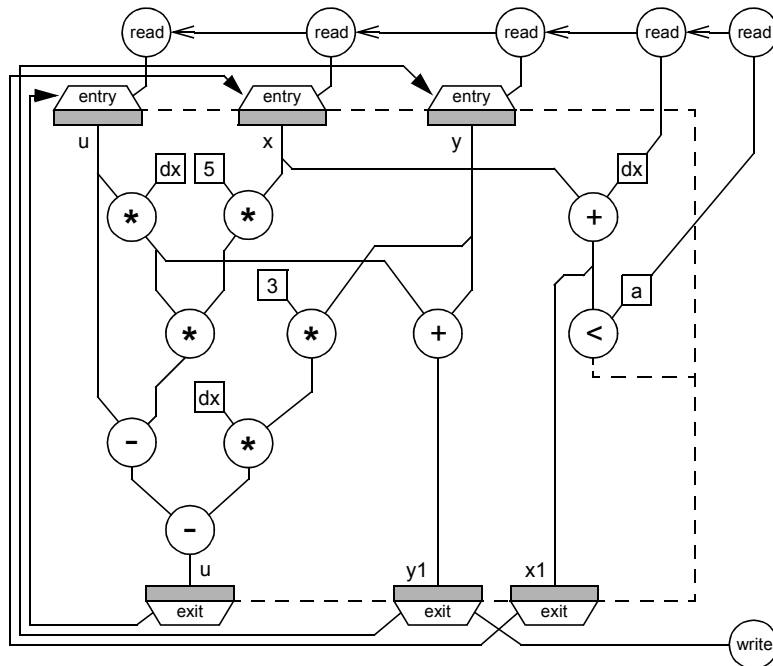 read read read read read
entry entry entry
u x y
dx 5 dx
* * +
3 a
* * + <
dx
- *
-
u y1 x1
exit exit exit
write